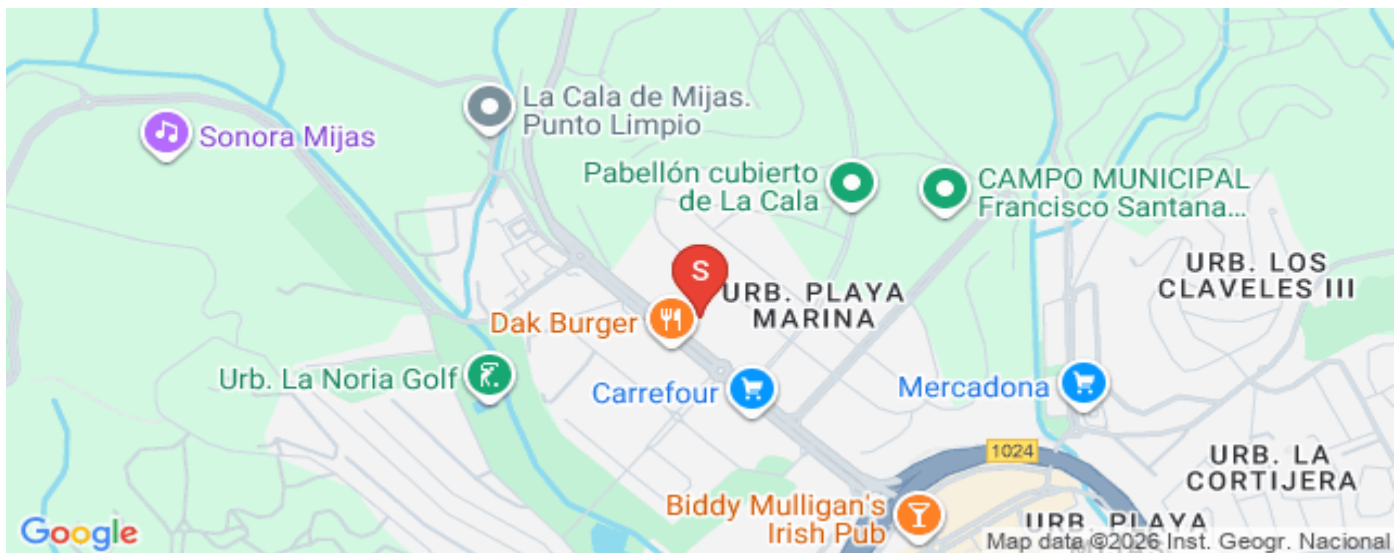 La Cala de Mijas.
Punto Limpio
Sonora Mijas
Pabellón cubierto
de La Cala
CAMPO MUNICIPAL
Francisco Santana...
S
URB. PLAYA
MARINA
URB. LOS
CLAVELES III
Dak Burger
Urb. La Noria Golf
Carrefour
Mercadona
1024
URB. LA
CORTIJERA
Biddy Mulligan's
Irish Pub
URB. PLAYA
Google
Map data ©2026 Inst. Geogr. Nacional